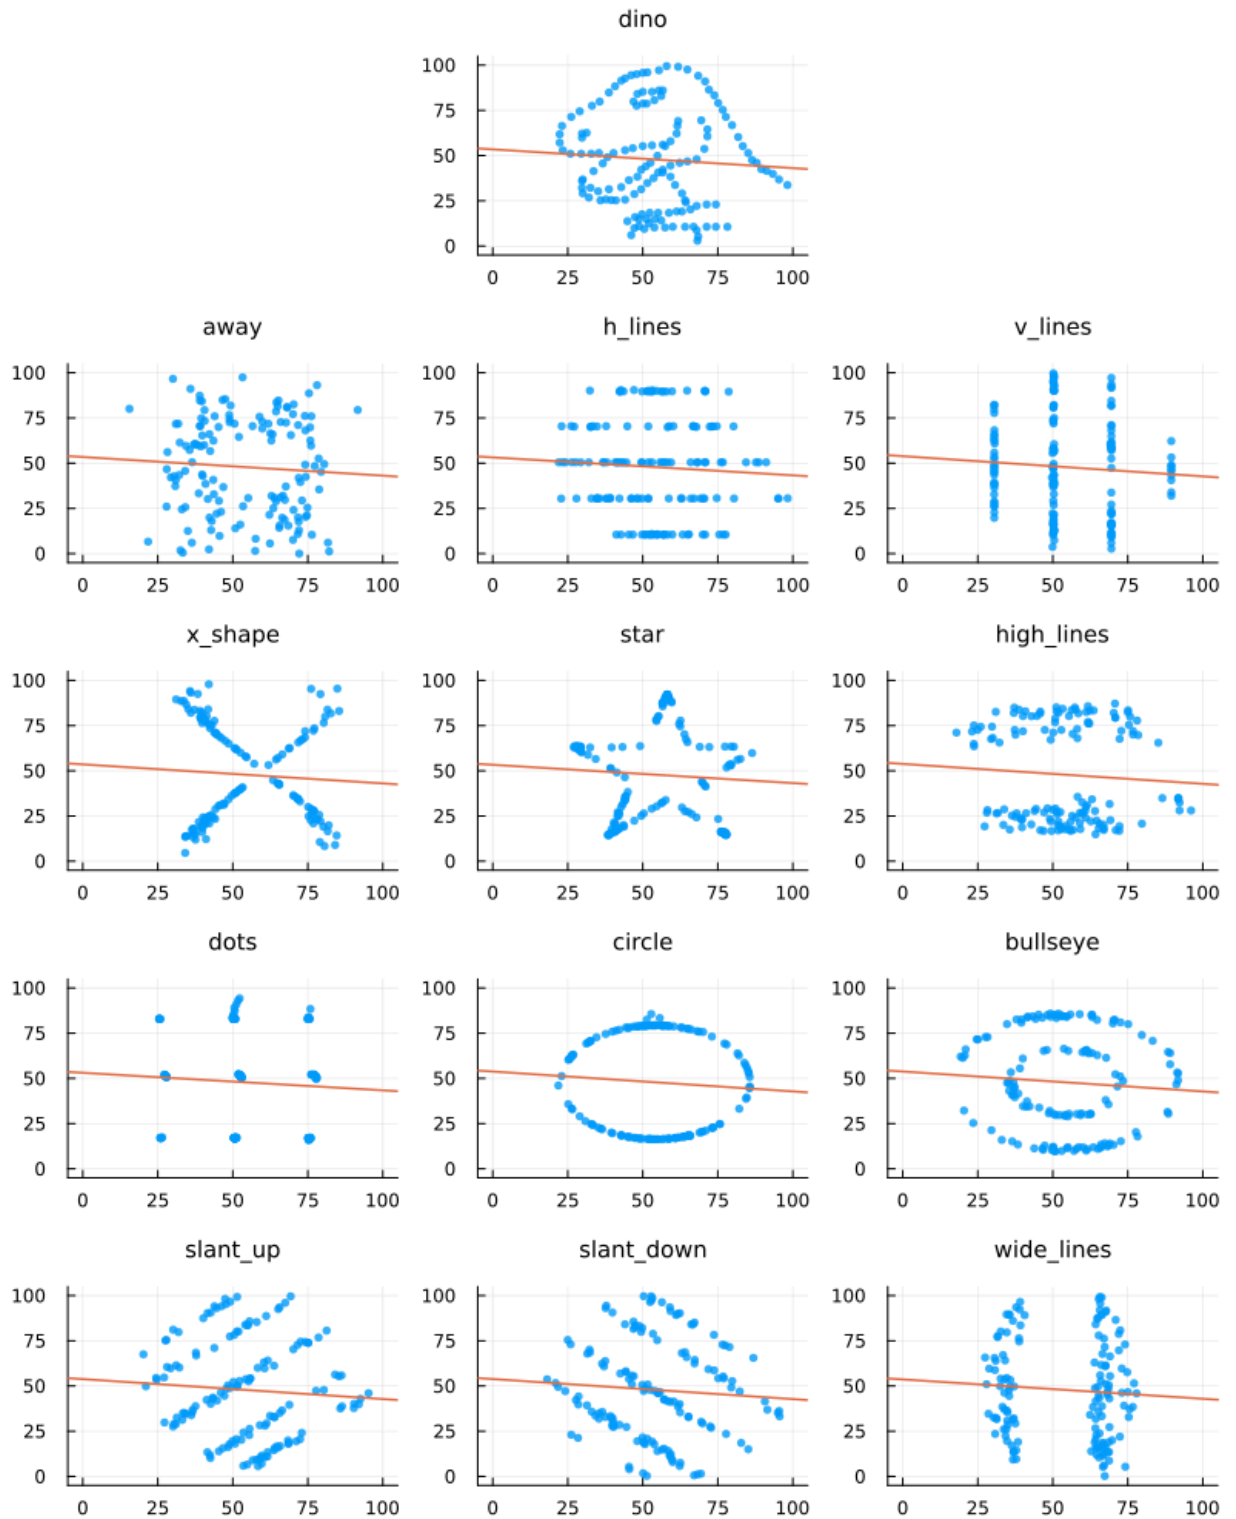 dino
100
75
50
25
0
0 25 50 75 100
away h_lines v_lines
100 100 100
75 75 75
50 50 50
25 25 25
0 0 0
0 25 50 75 100 0 25 50 75 100 0 25 50 75 100
x_shape star high_lines
100 100 100
75 75 75
50 50 50
25 25 25
0 0 0
0 25 50 75 100 0 25 50 75 100 0 25 50 75 100
dots circle bullseye
100 100 100
75 75 75
50 50 50
25 25 25
0 0 0
0 25 50 75 100 0 25 50 75 100 0 25 50 75 100
slant_up slant_down wide_lines
100 100 100
75 75 75
50 50 50
25 25 25
0 0 0
0 25 50 75 100 0 25 50 75 100 0 25 50 75 100